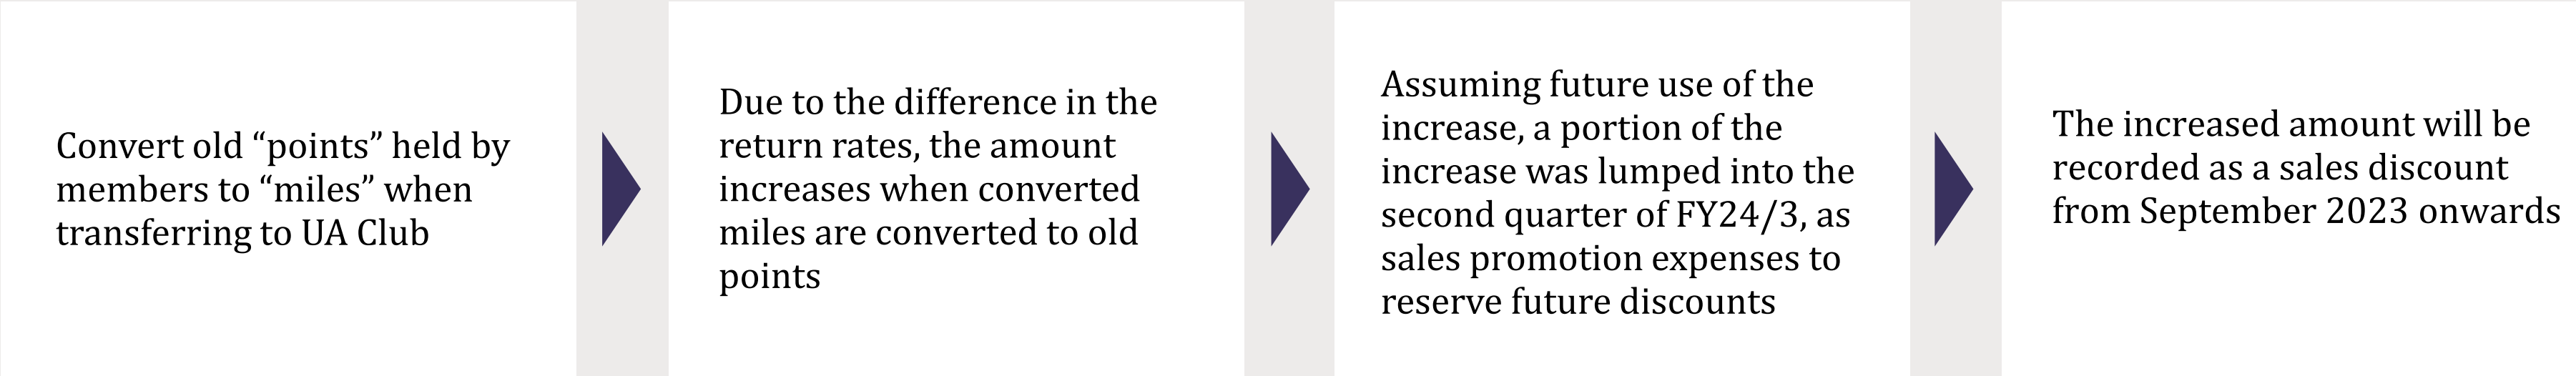 Convert old “points” held by
members to “miles” when
transferring to UA Club
Due to the difference in the
return rates, the amount
increases when converted
miles are converted to old
points
Assuming future use of the
increase, a portion of the
increase was lumped into the
second quarter of FY24/3, as
sales promotion expenses to
reserve future discounts
The increased amount will be
recorded as a sales discount
from September 2023 onwards